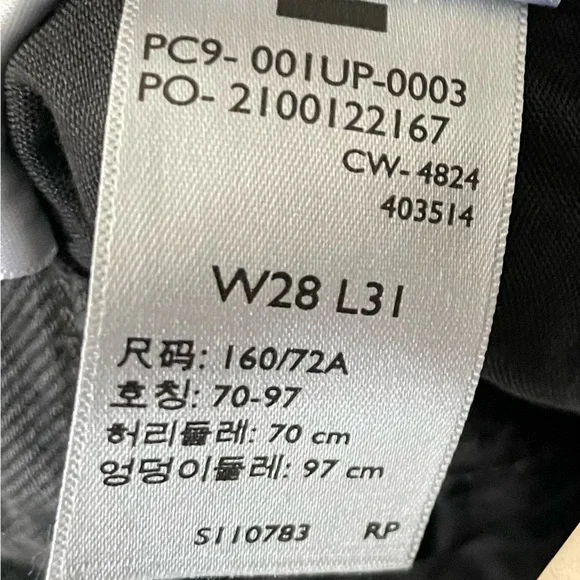 PC9- 001UP-0003
PO- 2100122167
CW- 4824
403514
W28 L31
尺码: 160/72A
호칭: 70-97
허리둘레: 70 cm
엉덩이둘레: 97 cm
S110783 RP